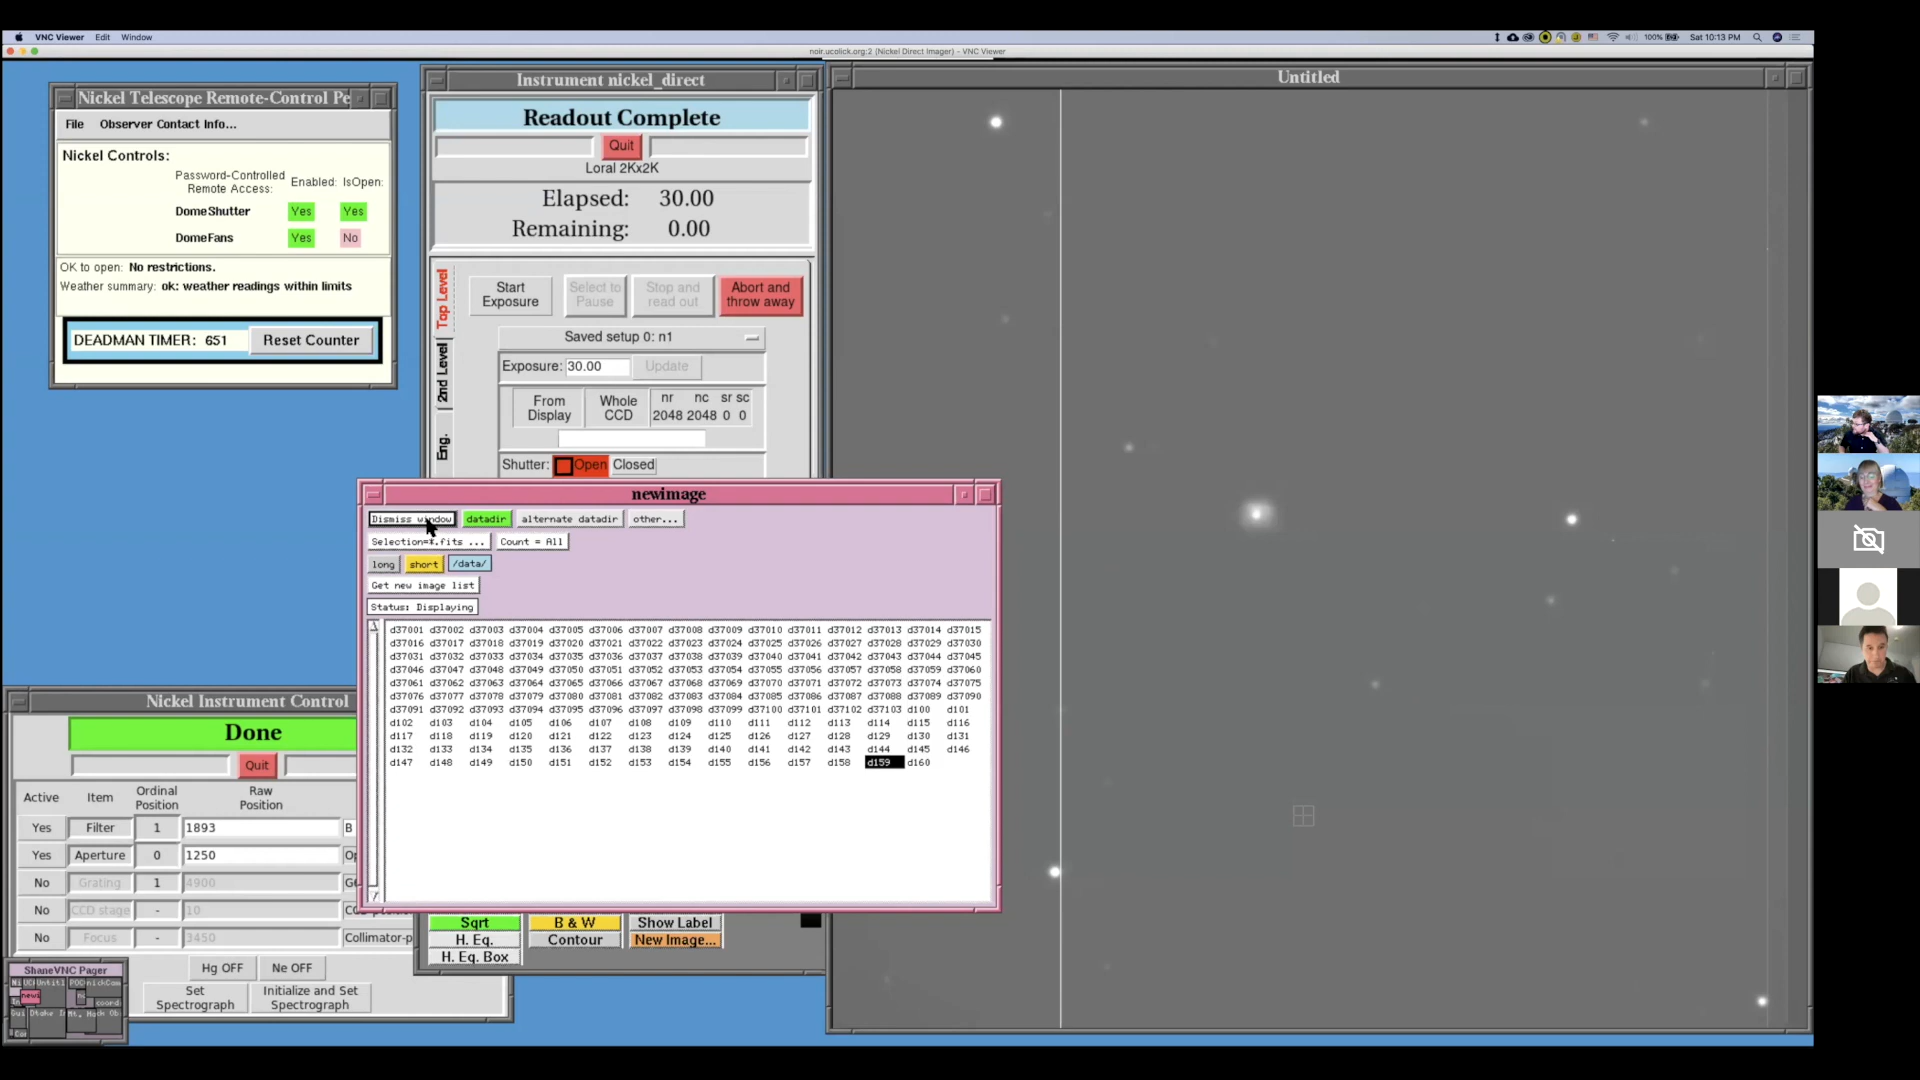 VNC Viewer Edit Window
100% Sat 10:13 PM
noir.ucolick.org:2 (Nickel Direct Imager) - VNC Viewer
Nickel Telescope Remote-Control Pe
File Observer Contact Info...
Nickel Controls:
Password-Controlled
Remote Access: Enabled: IsOpen:
DomeShutter Yes Yes
DomeFans Yes No
OK to open: No restrictions.
Weather summary: ok: weather readings within limits
DEADMAN TIMER: 651 Reset Counter
Instrument nickel_direct
Readout Complete
Quit
Loral 2Kx2K
Elapsed: 30.00
Remaining: 0.00
Top Level
2nd Level
Eng.
Start Exposure
Select to Pause
Stop and read out
Abort and throw away
Saved setup 0: n1
Exposure: 30.00 Update
From Display
Whole CCD
nr nc sr sc
2048 2048 0 0
Shutter: Open Closed
Untitled
newimage
Dismiss window datadir alternate datadir other...
Selection=*.fits ... Count = All
long short /data/
Get new image list
Status: Displaying
d37001 d37002 d37003 d37004 d37005 d37006 d37007 d37008 d37009 d37010 d37011 d37012 d37013 d37014 d37015
d37016 d37017 d37018 d37019 d37020 d37021 d37022 d37023 d37024 d37025 d37026 d37027 d37028 d37029 d37030
d37031 d37032 d37033 d37034 d37035 d37036 d37037 d37038 d37039 d37040 d37041 d37042 d37043 d37044 d37045
d37046 d37047 d37048 d37049 d37050 d37051 d37052 d37053 d37054 d37055 d37056 d37057 d37058 d37059 d37060
d37061 d37062 d37063 d37064 d37065 d37066 d37067 d37068 d37069 d37070 d37071 d37072 d37073 d37074 d37075
d37076 d37077 d37078 d37079 d37080 d37081 d37082 d37083 d37084 d37085 d37086 d37087 d37088 d37089 d37090
d37091 d37092 d37093 d37094 d37095 d37096 d37097 d37098 d37099 d37100 d37101 d37102 d37103 d100 d101
d102 d103 d104 d105 d106 d107 d108 d109 d110 d111 d112 d113 d114 d115 d116
d117 d118 d119 d120 d121 d122 d123 d124 d125 d126 d127 d128 d129 d130 d131
d132 d133 d134 d135 d136 d137 d138 d139 d140 d141 d142 d143 d144 d145 d146
d147 d148 d149 d150 d151 d152 d153 d154 d155 d156 d157 d158 d159 d160
Nickel Instrument Control
Done
Quit
Active Item Ordinal Position Raw Position
Yes Filter 1 1893 B
Yes Aperture 0 1250 Op
No Grating 1 4900
No CCD stage - 10
No Focus - 3450 Collimator-p
Hg OFF Ne OFF
Set Spectrograph
Initialize and Set Spectrograph
Sqrt B & W Show Label
H. Eq. Contour New Image...
H. Eq. Box
ShaneVNC Pager